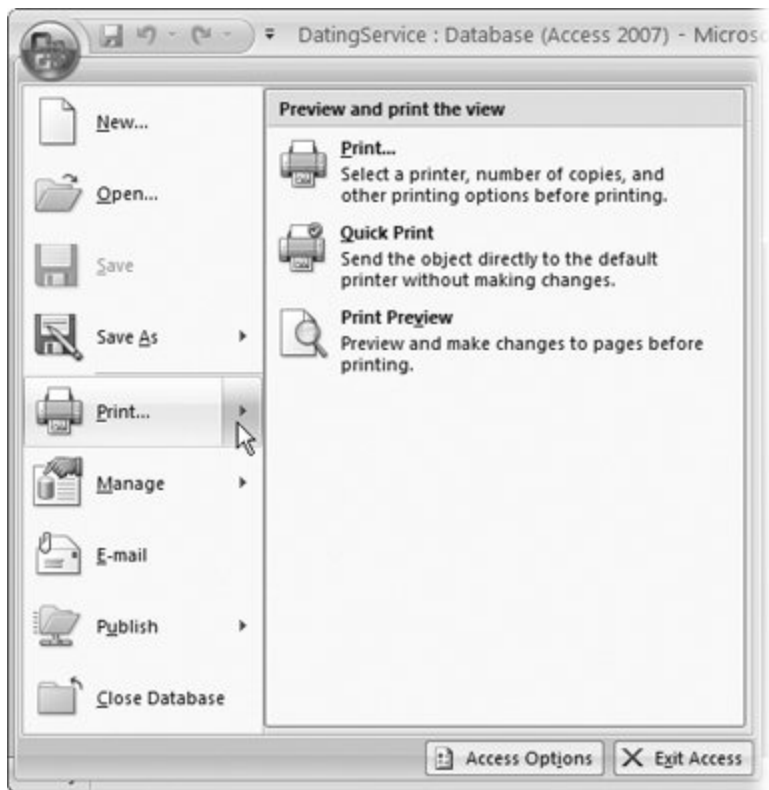 DatingService : Database (Access 2007) - Micros
New...
Open...
Save
Save As
Print...
Manage
E-mail
Publish
Close Database
Preview and print the view
Print...
Select a printer, number of copies, and
other printing options before printing.
Quick Print
Send the object directly to the default
printer without making changes.
Print Preview
Preview and make changes to pages before
printing.
Access Options
Exit Access